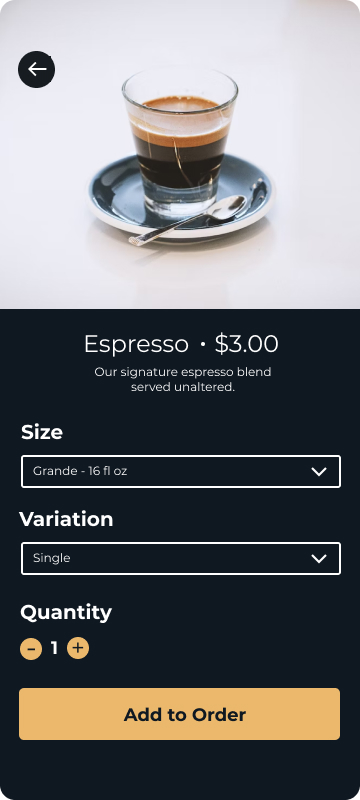 Espresso • $3.00
Our signature espresso blend
served unaltered.
Size
Grande - 16 fl oz
Variation
Single
Quantity
- 1 +
Add to Order